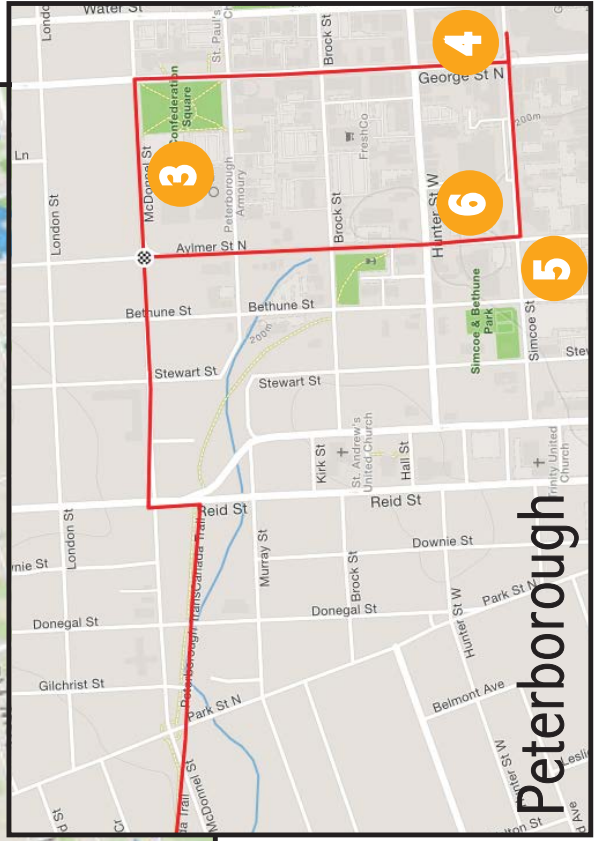 Water St
St. Paul's
Brock St
4
George St N
Confederation
Square
McDonnel St
3
Peterborough
Armoury
FreshCo
200m
Ln
London St
Brock St
Hunter St W
6
Aylmer St N
5
Bethune St
Bethune St
200m
Simcoe & Bethune
Park
Simcoe St
Stewart St
Stewart St
Kirk St
St. Andrew's
United Church
Hall St
Trinity United
Church
Reid St
Reid St
London St
Murray St
Brock St
Downie St
Peterborough TransCanada Trail
Donegal St
Donegal St
Hunter St W
Park St N
Gilchrist St
Park St N
Belmont Ave
McDonnel St
Peterborough